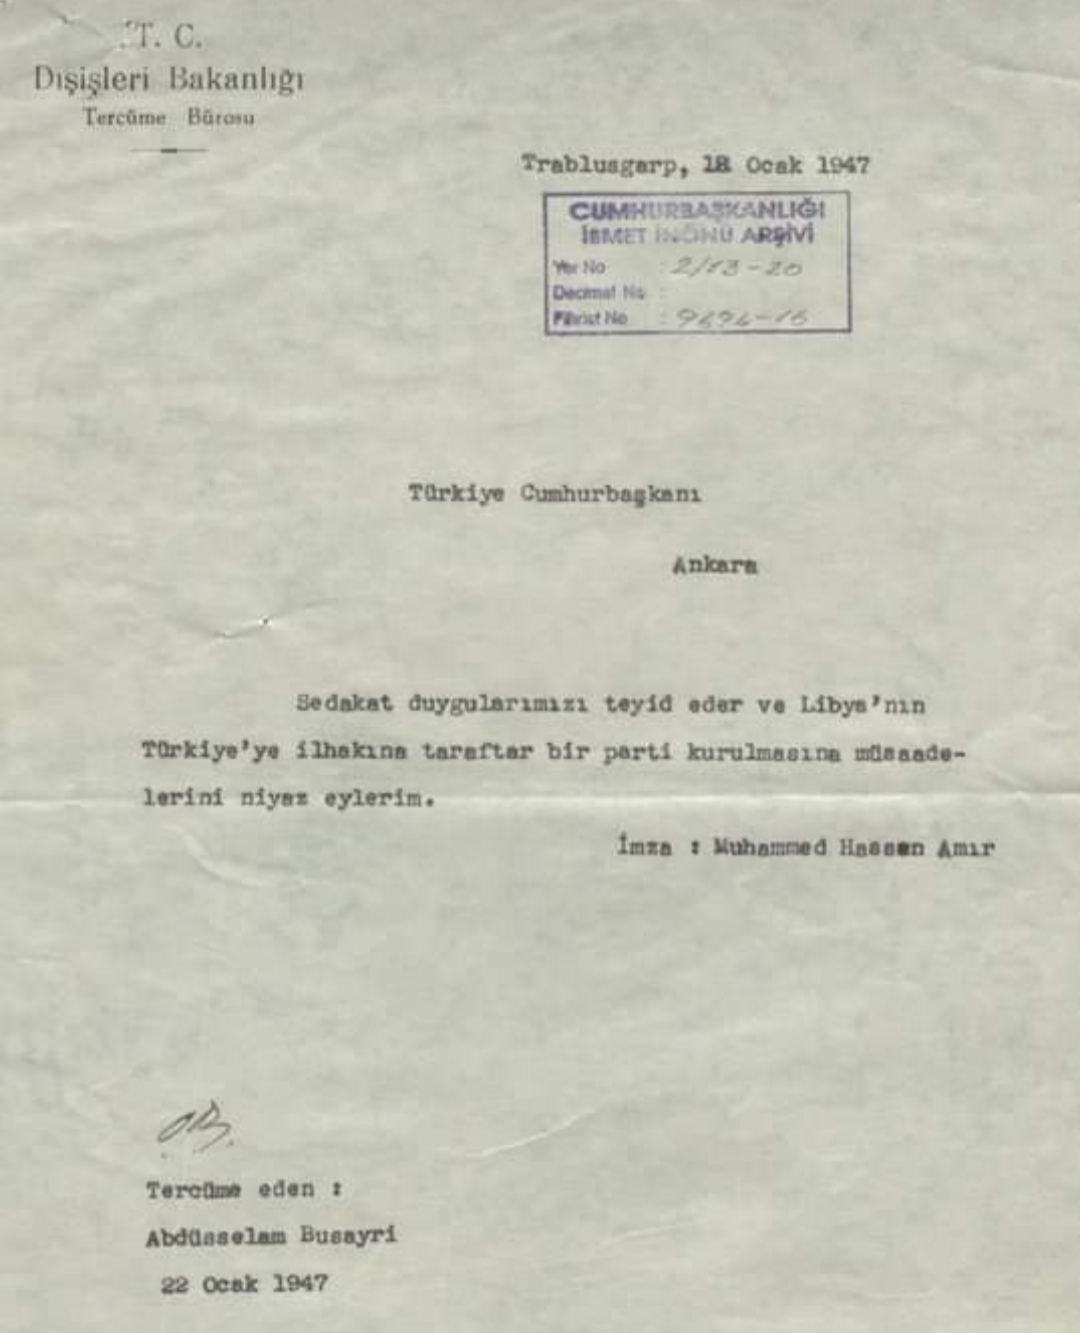 T. C.
Dışişleri Bakanlığı
Tercüme Bürosu
Trablusgarp, 18 Ocak 1947
CUMHURBAŞKANLIĞI
İSMET İNÖNÜ ARŞİVİ
Yer No : 2/13-20
Decimal No :
Fihrist No :
Türkiye Cumhurbaşkanı
Ankara
Sedakat duygularımızı teyid eder ve Libya'nın
Türkiye'ye ilhakına taraftar bir parti kurulmasına müsaade-
lerini niyaz eylerim.
İmza : Muhammed Hassan Amır
Tercüme eden :
Abdüsselam Busayri
22 Ocak 1947